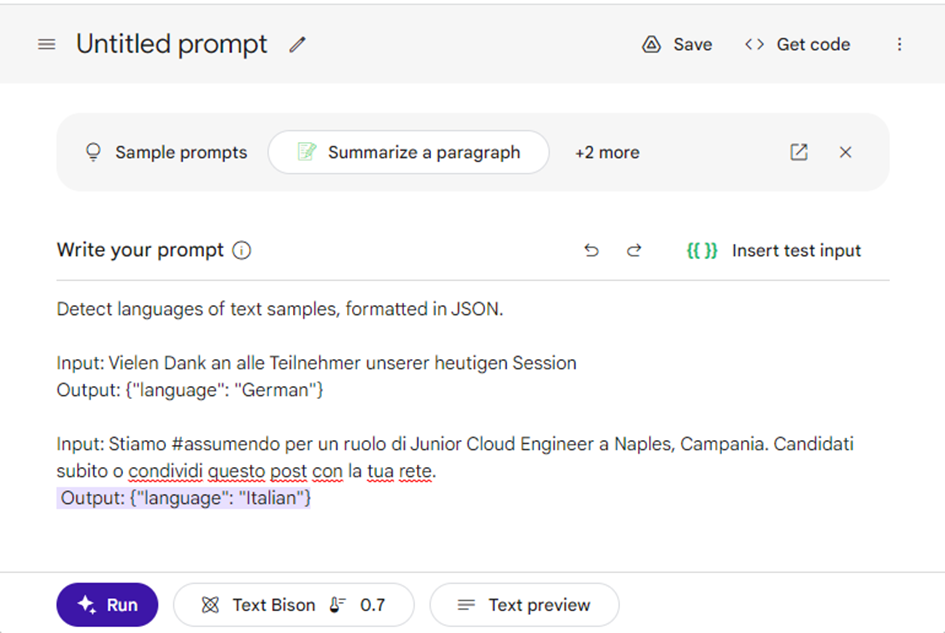 Untitled prompt
Save
Get code
Sample prompts
Summarize a paragraph
+2 more
Write your prompt
{{ }} Insert test input
Detect languages of text samples, formatted in JSON.
Input: Vielen Dank an alle Teilnehmer unserer heutigen Session
Output: {"language": "German"}
Input: Stiamo #assumendo per un ruolo di Junior Cloud Engineer a Naples, Campania. Candidati
subito o condividi questo post con la tua rete.
Output: {"language": "Italian"}
Run
Text Bison 0.7
Text preview